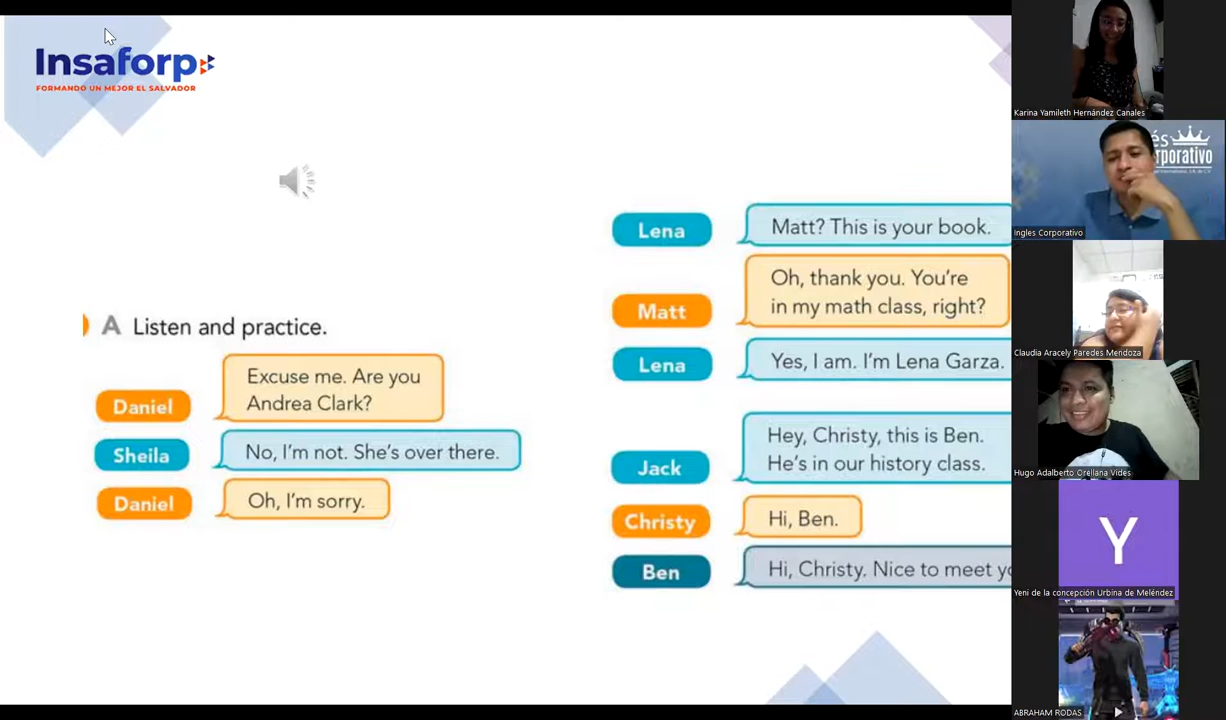 Insaforp
FORMANDO UN MEJOR EL SALVADOR
A Listen and practice.
Daniel
Excuse me. Are you
Andrea Clark?
Sheila
No, I'm not. She's over there.
Daniel
Oh, I'm sorry.
Lena
Matt? This is your book.
Matt
Oh, thank you. You're
in my math class, right?
Lena
Yes, I am. I'm Lena Garza.
Jack
Hey, Christy, this is Ben.
He's in our history class.
Christy
Hi, Ben.
Ben
Hi, Christy. Nice to meet yo
Karina Yamileth Hernández Canales
és
rporativo
Ingles Corporativo
Claudia Aracely Paredes Mendoza
Hugo Adalberto Orellana Vides
Y
Yeni de la concepción Urbina de Meléndez
ABRAHAM RODAS